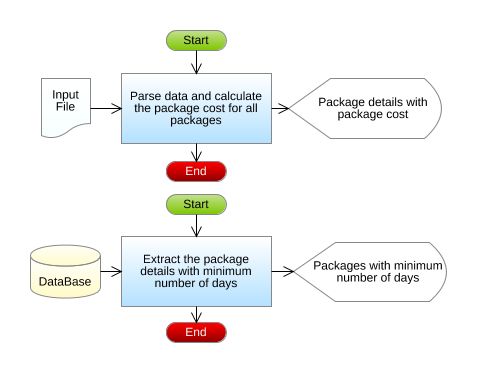 Start
Input
File
Parse data and calculate
the package cost for all
packages
Package details with
package cost
End
Start
DataBase
Extract the package
details with minimum
number of days
Packages with minimum
number of days
End